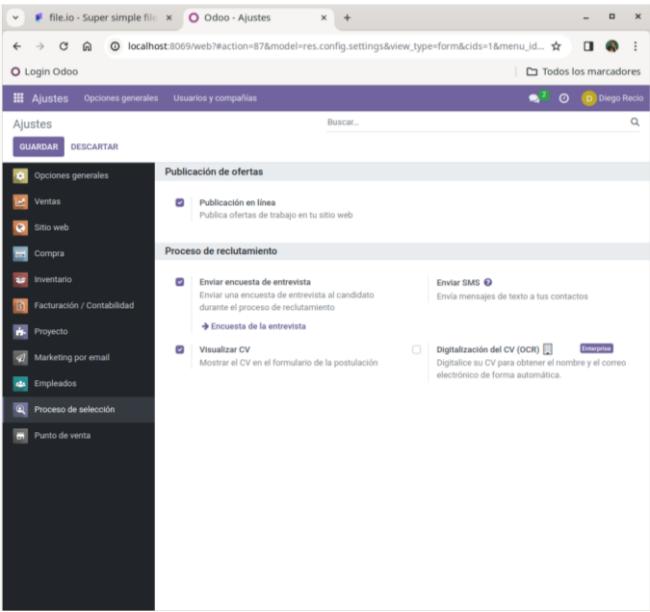 file.io - Super simple file
Odoo - Ajustes
localhost:8069/web?#action=87&model=res.config.settings&view_type=form&cids=1&menu_id...
Login Odoo
Todos los marcadores
Ajustes
Opciones generales
Usuarios y compañías
2
D
Diego Recio
Ajustes
Buscar...
GUARDAR
DESCARTAR
Opciones generales
Ventas
Sitio web
Compra
Inventario
Facturación / Contabilidad
Proyecto
Marketing por email
Empleados
Proceso de selección
Punto de venta
Publicación de ofertas
Publicación en línea
Publica ofertas de trabajo en tu sitio web
Proceso de reclutamiento
Enviar encuesta de entrevista
Enviar una encuesta de entrevista al candidato
durante el proceso de reclutamiento
Encuesta de la entrevista
Enviar SMS
Envía mensajes de texto a tus contactos
Visualizar CV
Mostrar el CV en el formulario de la postulación
Digitalización del CV (OCR)
Enterprise
Digitalice su CV para obtener el nombre y el correo
electrónico de forma automática.